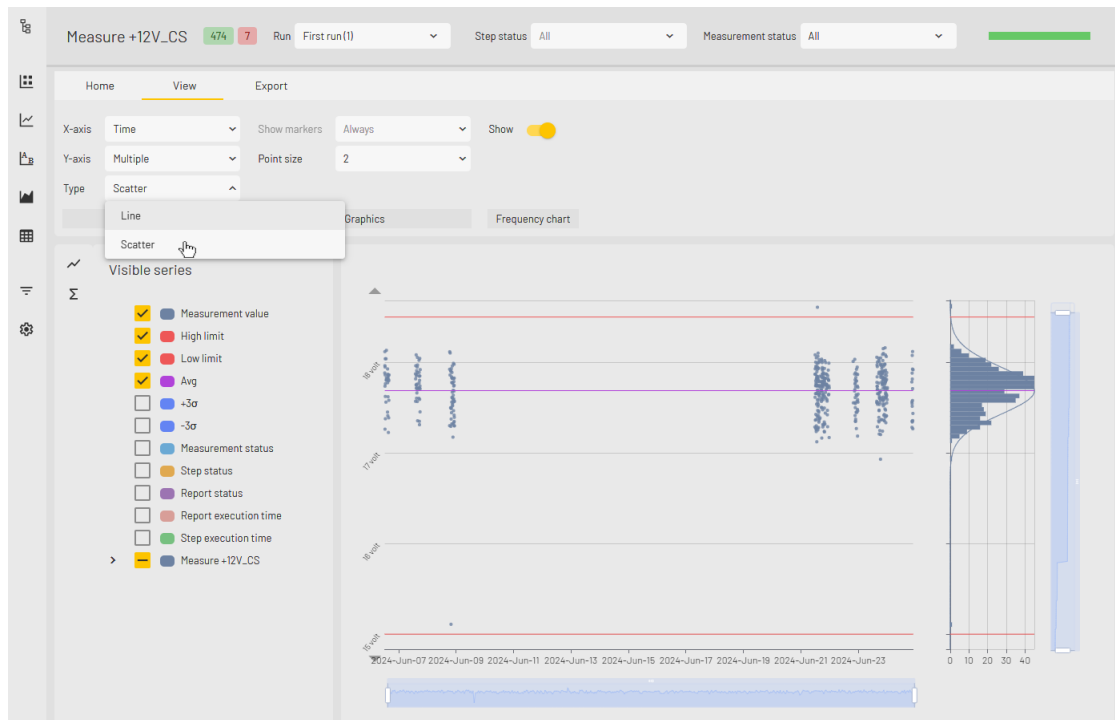 Measure +12V_CS 474 7 Run First run (1) Step status All Measurement status All
Home View Export
X-axis Time Show markers Always Show
Y-axis Multiple Point size 2
Type Scatter
Line
Scatter
Graphics Frequency chart
Visible series
Measurement value
High limit
Low limit
Avg
+3σ
-3σ
Measurement status
Step status
Report status
Report execution time
Step execution time
Measure +12V_CS
18 volt
17 volt
16 volt
15 volt
2024-Jun-07 2024-Jun-09 2024-Jun-11 2024-Jun-13 2024-Jun-15 2024-Jun-17 2024-Jun-19 2024-Jun-21 2024-Jun-23
0 10 20 30 40
A B
Σ